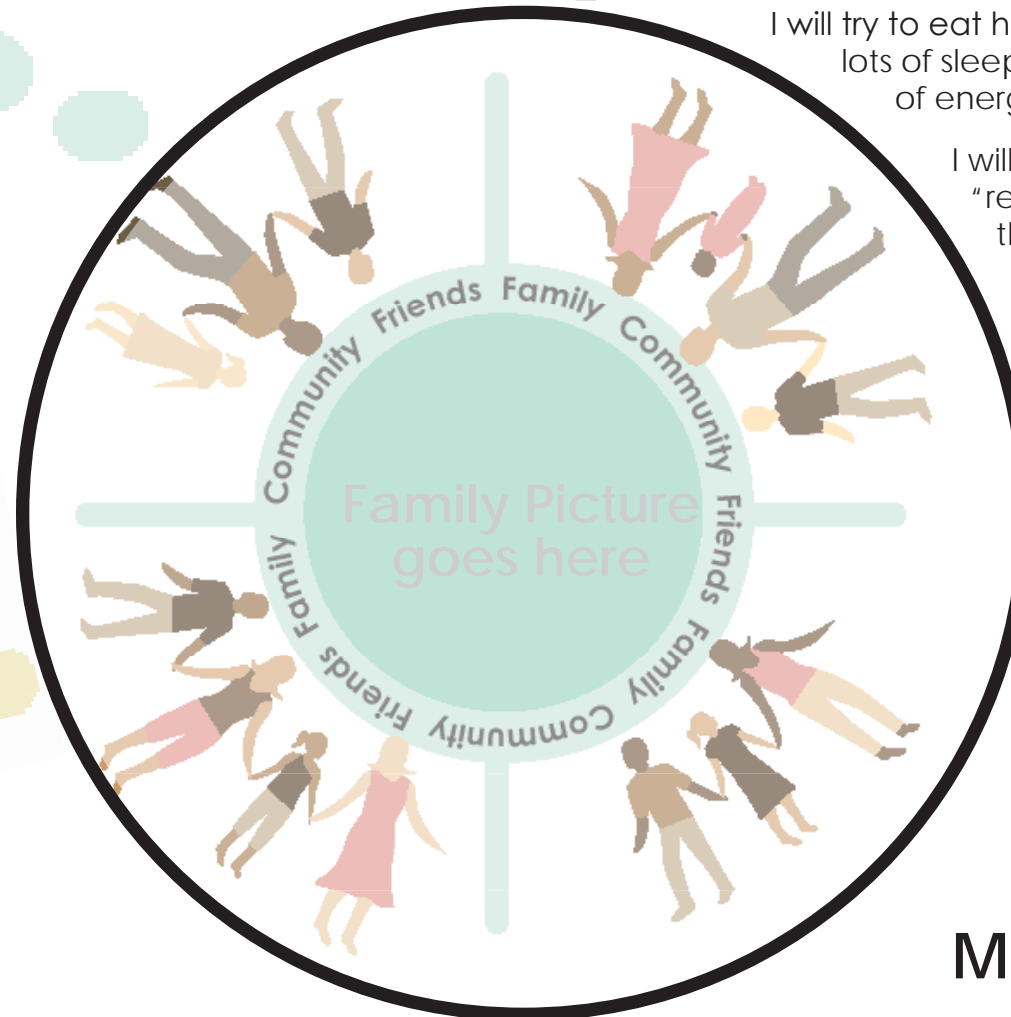 I will try to eat h
lots of sleep
of energ
I will
“re
th
Family Community Friends Family Community Friends Family Community Friends
Family Picture
goes here
M